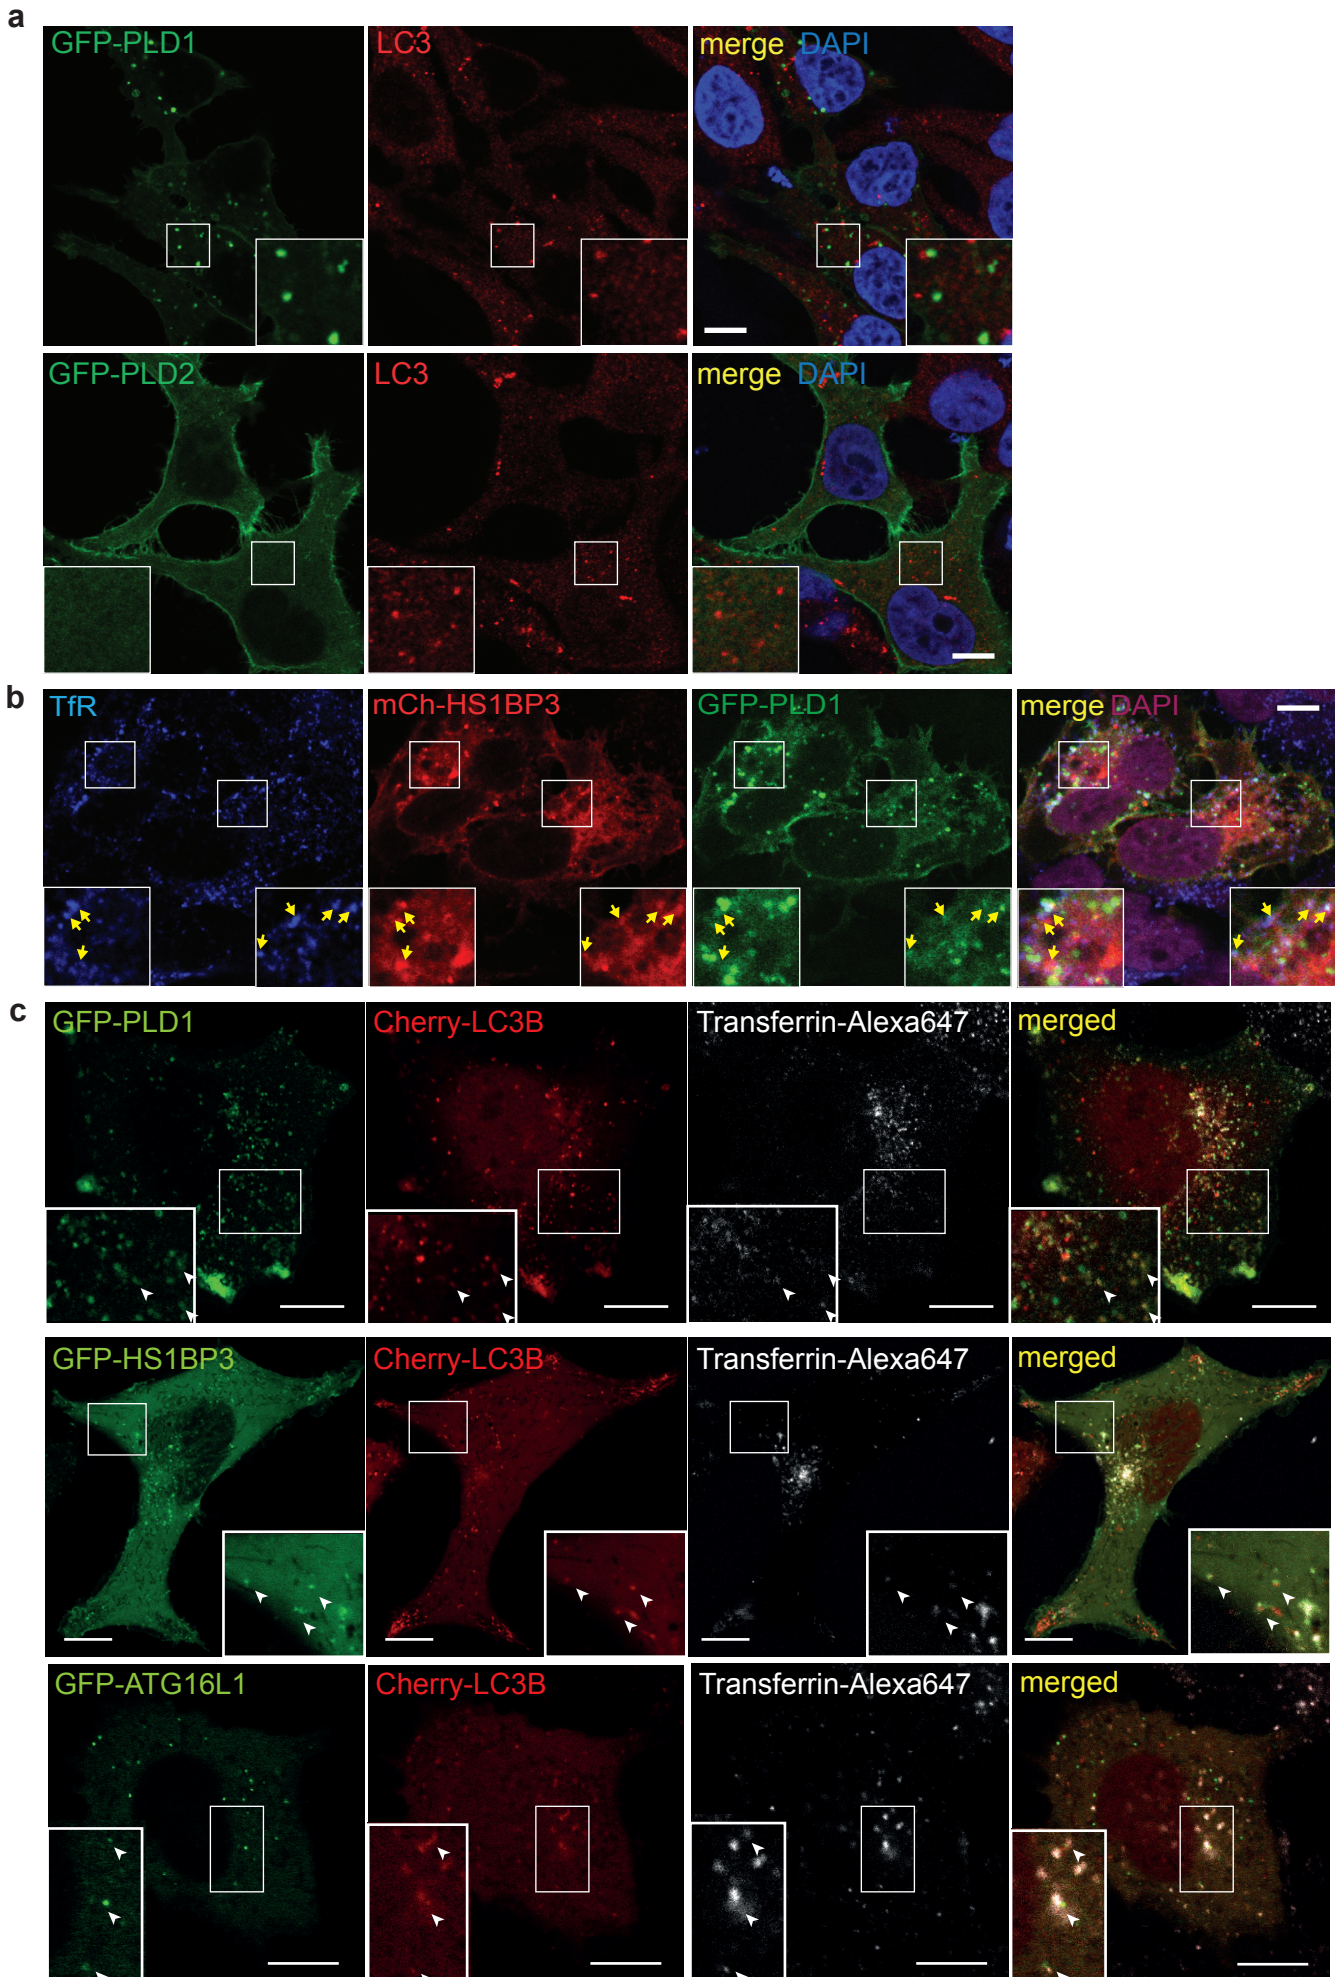 a
GFP-PLD1 LC3 merge DAPI
GFP-PLD2 LC3 merge DAPI
b
TfR mCh-HS1BP3 GFP-PLD1 merge DAPI
c
GFP-PLD1 Cherry-LC3B Transferrin-Alexa647 merged
GFP-HS1BP3 Cherry-LC3B Transferrin-Alexa647 merged
GFP-ATG16L1 Cherry-LC3B Transferrin-Alexa647 merged